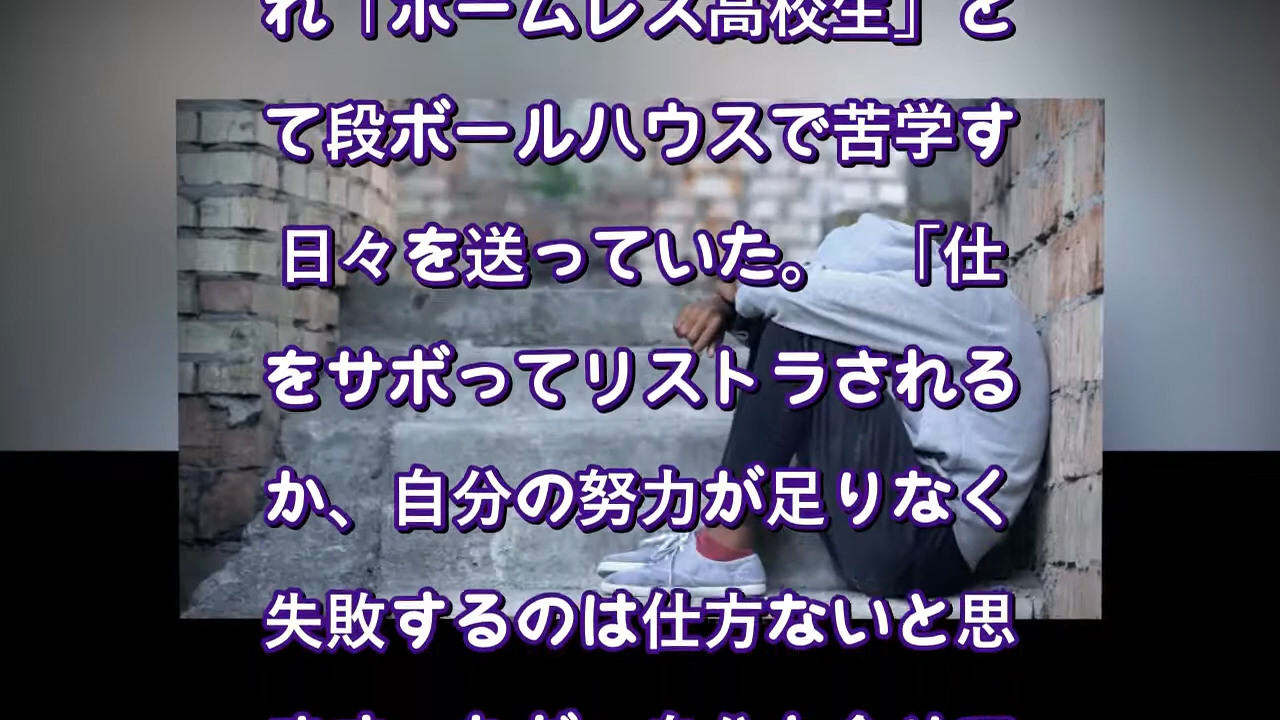 れ「ホームレス高校生」と
て段ボールハウスで苦学す
日々を送っていた。 「仕
をサボってリストラされる
か、自分の努力が足りなく
失敗するのは仕方ないと思